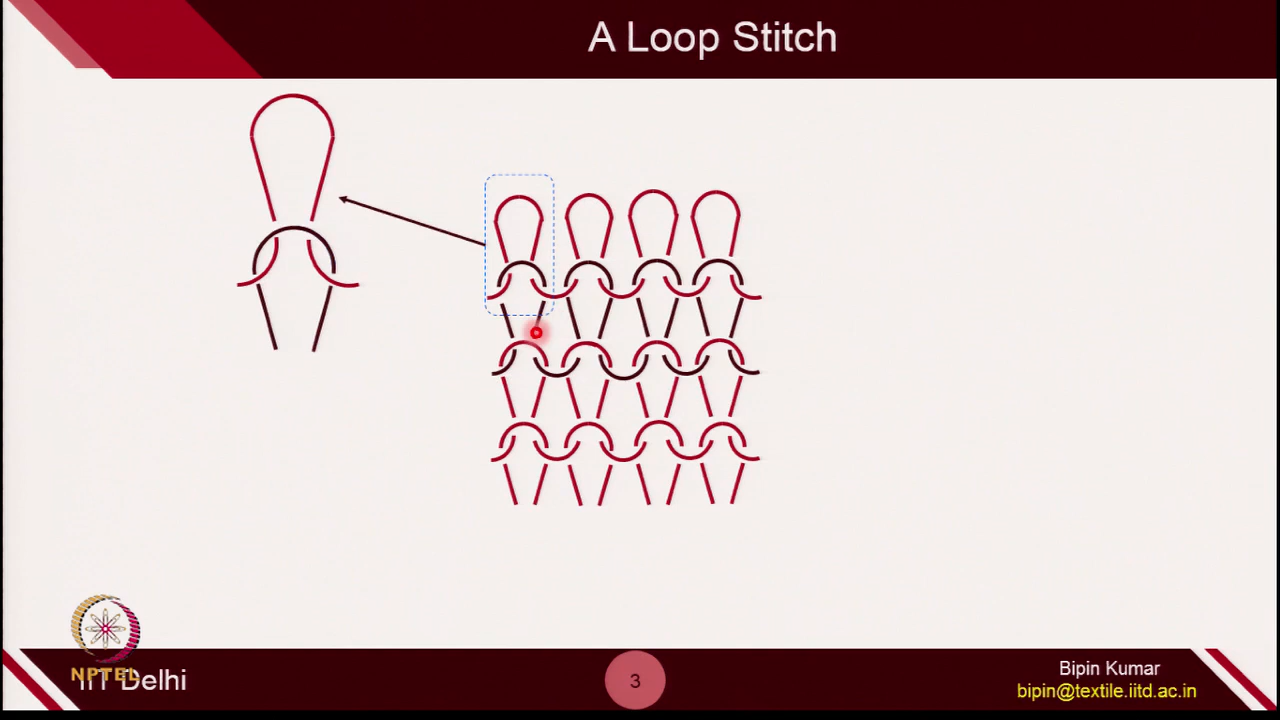 A Loop Stitch
NPTEL
IIT Delhi
3
Bipin Kumar
bipin@textile.iitd.ac.in